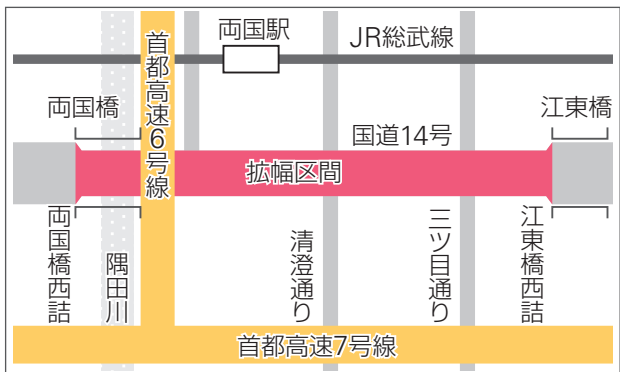 両国駅
JR総武線
首都高速6号線
両国橋
江東橋
国道14号
拡幅区間
両国橋西詰
隅田川
清澄通り
三ツ目通り
江東橋西詰
首都高速7号線